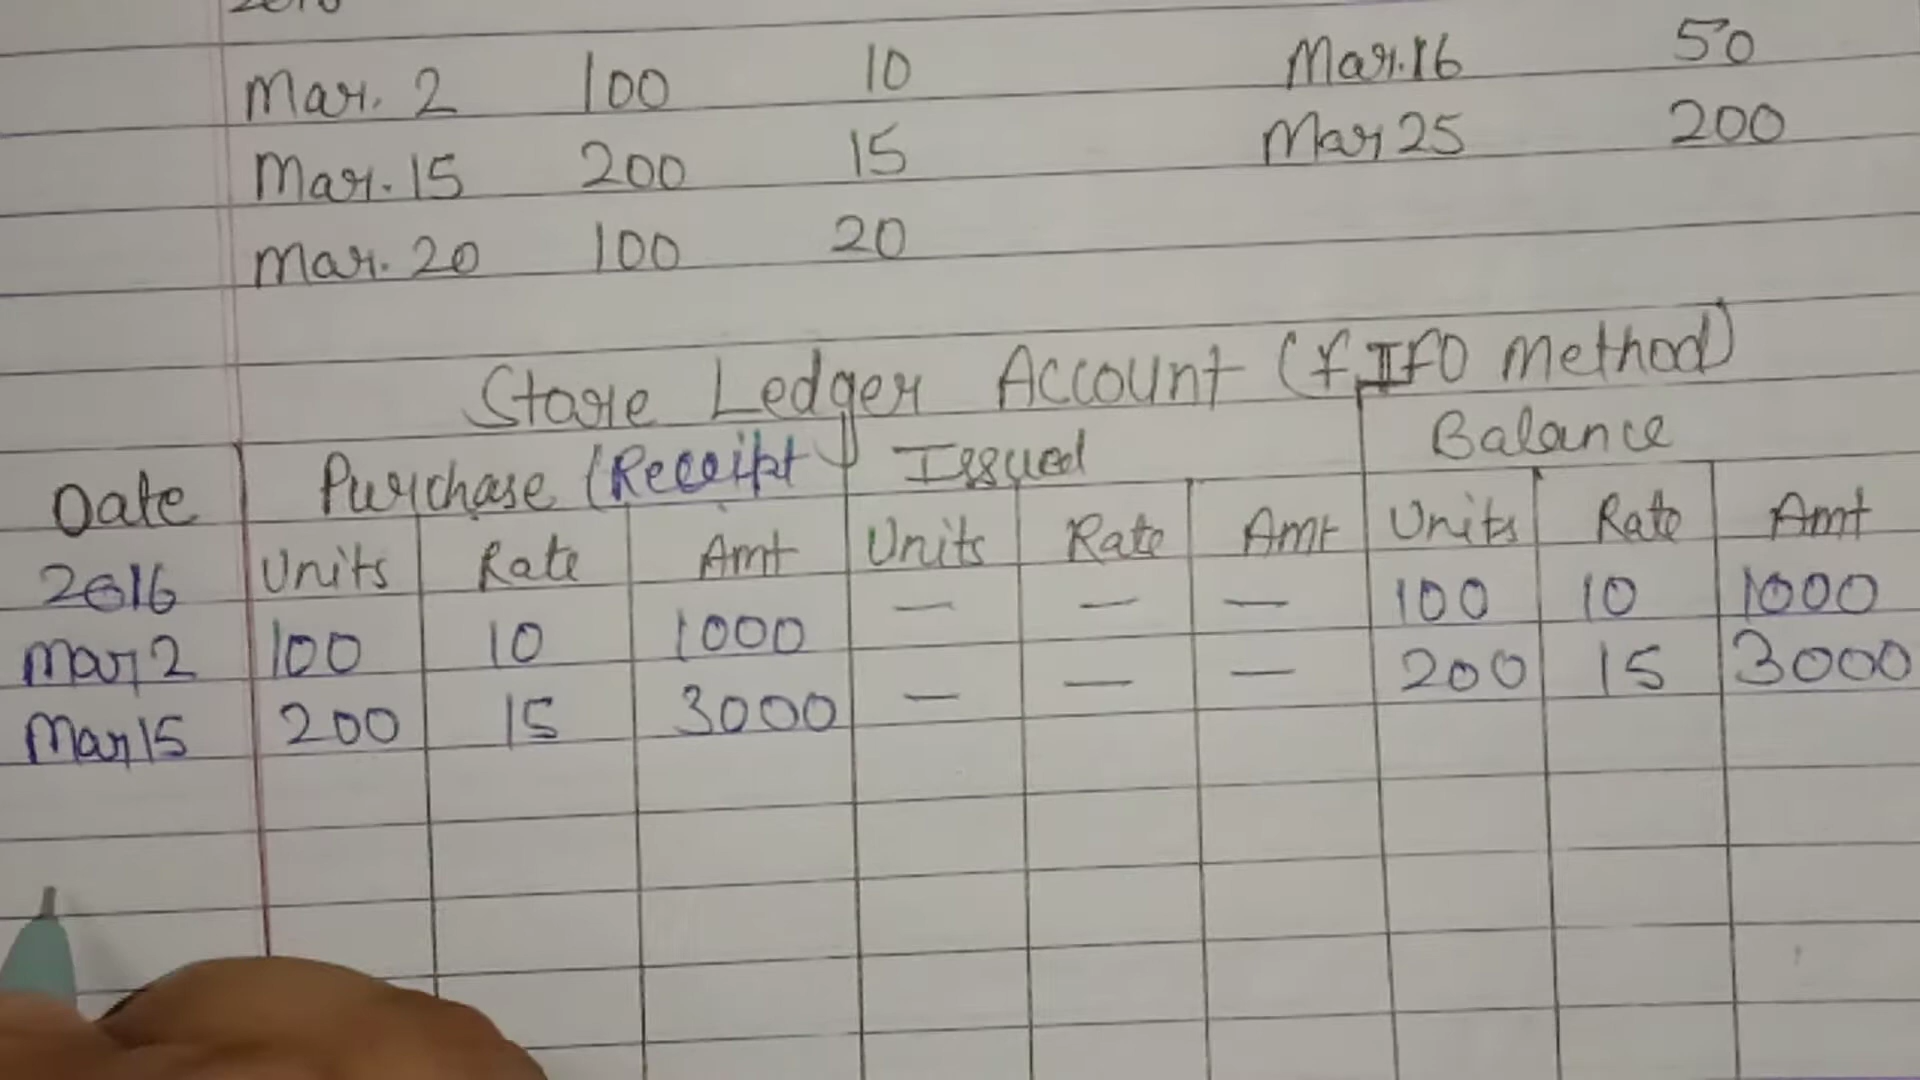 Mar. 2 100 10 Mar.16 50
Mar. 15 200 15 Mar 25 200
Mar. 20 100 20
Store Ledger Account (FIFO Method)
Date Purchase (Receipt) Issued Balance
2016 Units Rate Amt Units Rate Amt Units Rate Amt
Mar 2 100 10 1000 — — — 100 10 1000
Mar 15 200 15 3000 — — — 200 15 3000